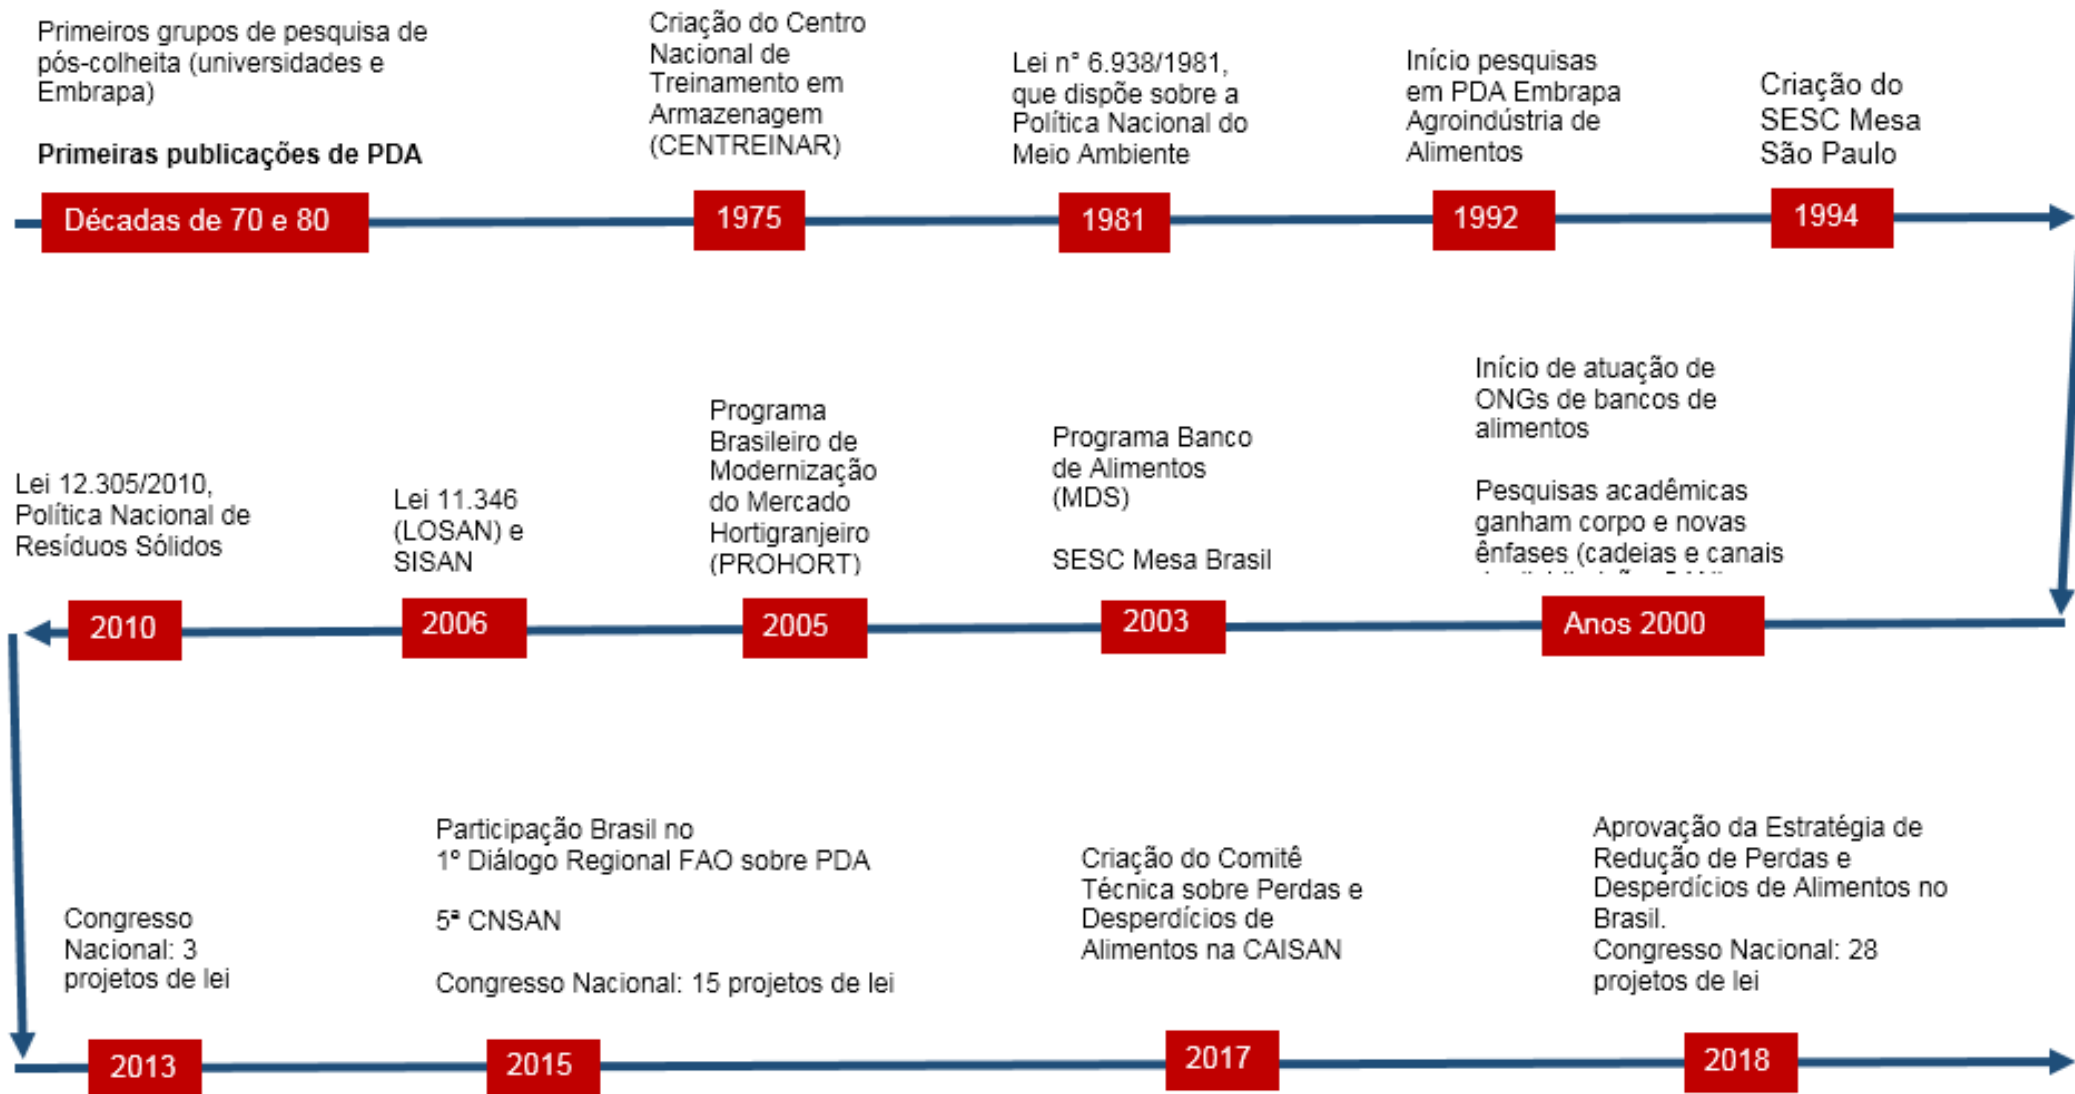 Primeiros grupos de pesquisa de
pós-colheita (universidades e
Embrapa)
Primeiras publicações de PDA
Décadas de 70 e 80
Criação do Centro
Nacional de
Treinamento em
Armazenagem
(CENTREINAR)
1975
Lei n° 6.938/1981,
que dispõe sobre a
Política Nacional do
Meio Ambiente
1981
Início pesquisas
em PDA Embrapa
Agroindústria de
Alimentos
1992
Criação do
SESC Mesa
São Paulo
1994
Início de atuação de
ONGs de bancos de
alimentos
Pesquisas acadêmicas
ganham corpo e novas
ênfases (cadeias e canais
Anos 2000
Programa Banco
de Alimentos
(MDS)
SESC Mesa Brasil
2003
Programa
Brasileiro de
Modernização
do Mercado
Hortigranjeiro
(PROHORT)
2005
Lei 11.346
(LOSAN) e
SISAN
2006
Lei 12.305/2010,
Política Nacional de
Resíduos Sólidos
2010
Congresso
Nacional: 3
projetos de lei
2013
Participação Brasil no
1º Diálogo Regional FAO sobre PDA
5ª CNSAN
Congresso Nacional: 15 projetos de lei
2015
Criação do Comitê
Técnica sobre Perdas e
Desperdícios de
Alimentos na CAISAN
2017
Aprovação da Estratégia de
Redução de Perdas e
Desperdícios de Alimentos no
Brasil.
Congresso Nacional: 28
projetos de lei
2018